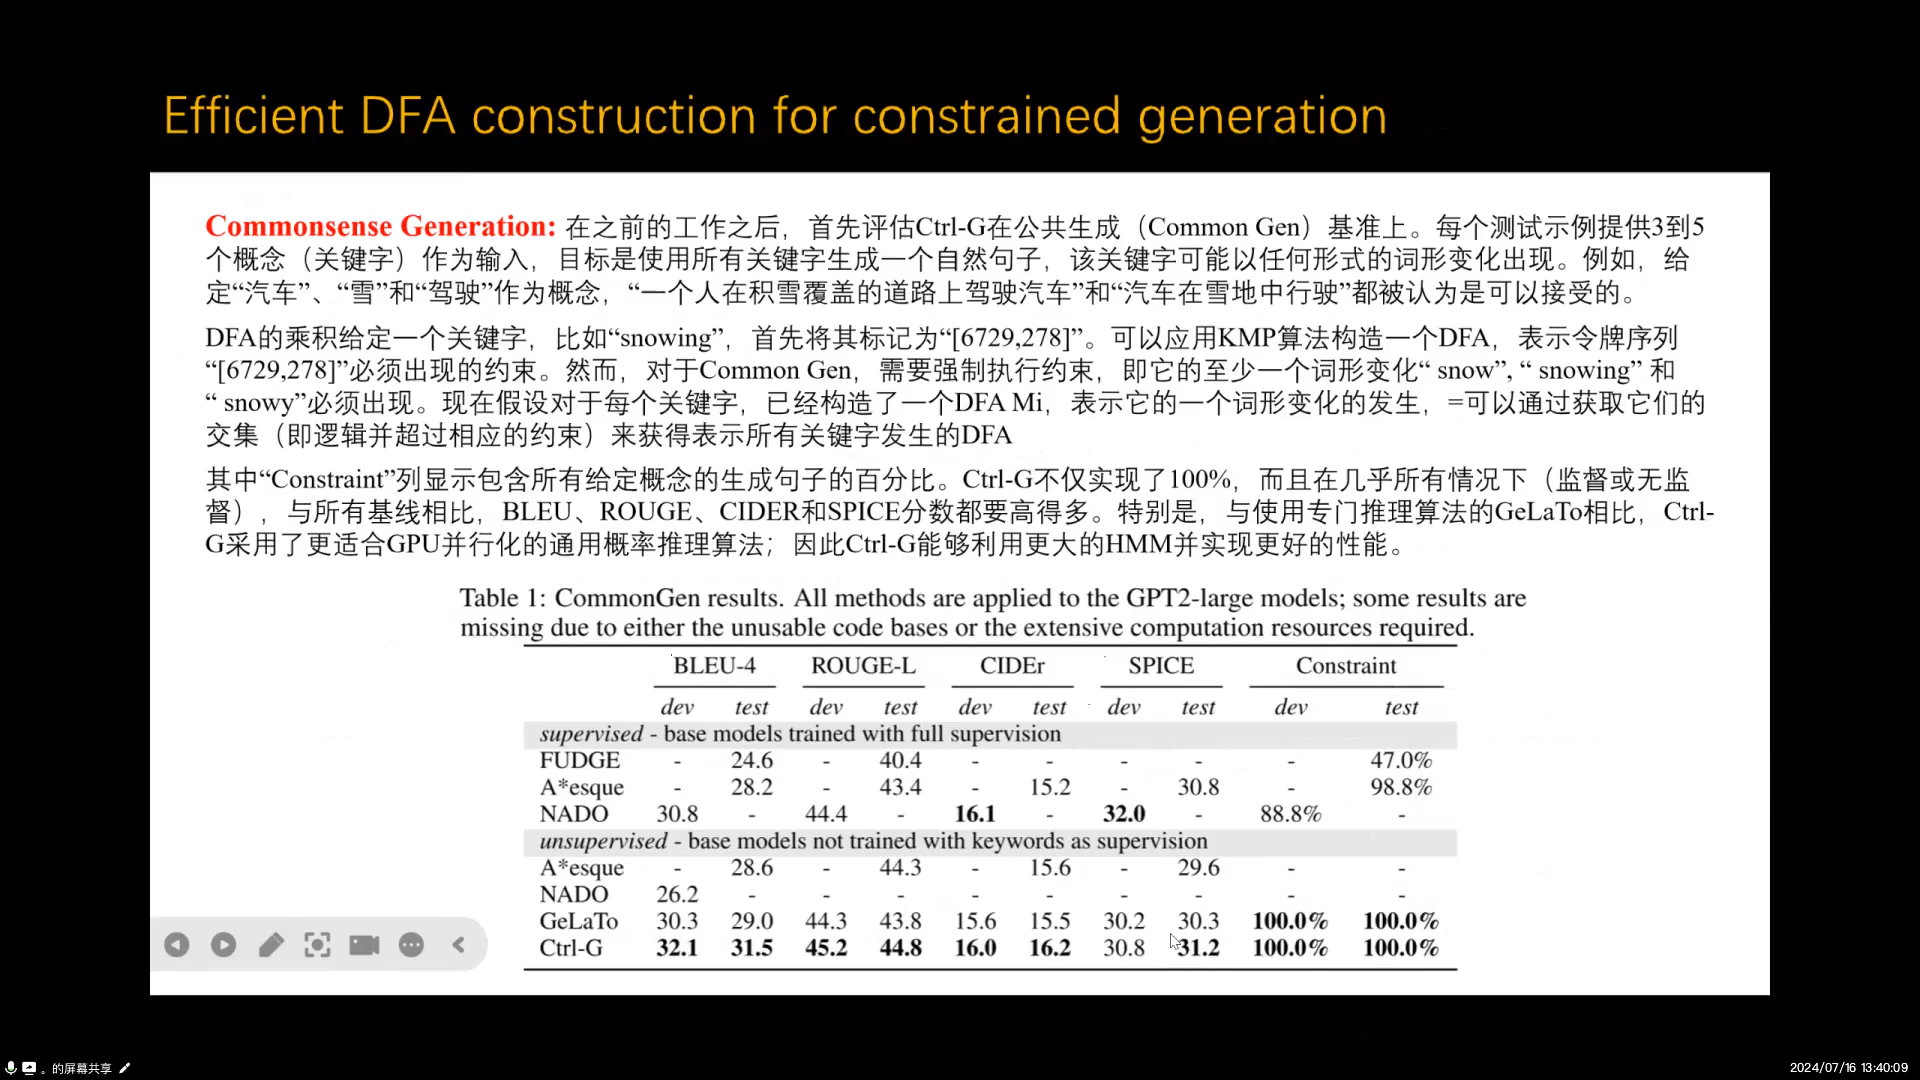 Efficient DFA construction for constrained generation
Commonsense Generation: 在之前的工作之后，首先评估Ctrl-G在公共生成（Common Gen）基准上。每个测试示例提供3到5
个概念（关键字）作为输入，目标是使用所有关键字生成一个自然句子，该关键字可能以任何形式的词形变化出现。例如，给
定“汽车”、“雪”和“驾驶”作为概念，“一个人在积雪覆盖的道路上驾驶汽车”和“汽车在雪地中行驶”都被认为是可以接受的。
DFA的乘积给定一个关键字，比如“snowing”，首先将其标记为“[6729,278]”。可以应用KMP算法构造一个DFA，表示令牌序列
“[6729,278]”必须出现的约束。然而，对于Common Gen，需要强制执行约束，即它的至少一个词形变化“ snow”, “ snowing” 和
“ snowy”必须出现。现在假设对于每个关键字，已经构造了一个DFA Mi，表示它的一个词形变化的发生，=可以通过获取它们的
交集（即逻辑并超过相应的约束）来获得表示所有关键字发生的DFA
其中“Constraint”列显示包含所有给定概念的生成句子的百分比。Ctrl-G不仅实现了100%，而且在几乎所有情况下（监督或无监
督），与所有基线相比，BLEU、ROUGE、CIDER和SPICE分数都要高得多。特别是，与使用专门推理算法的GeLaTo相比，Ctrl-
G采用了更适合GPU并行化的通用概率推理算法；因此Ctrl-G能够利用更大的HMM并实现更好的性能。
Table 1: CommonGen results. All methods are applied to the GPT2-large models; some results are
missing due to either the unusable code bases or the extensive computation resources required.
BLEU-4 ROUGE-L CIDEr SPICE Constraint
dev test dev test dev test dev test dev test
supervised - base models trained with full supervision
FUDGE - 24.6 - 40.4 - - - - - 47.0%
A*esque - 28.2 - 43.4 - 15.2 - 30.8 - 98.8%
NADO 30.8 - 44.4 - 16.1 - 32.0 - 88.8% -
unsupervised - base models not trained with keywords as supervision
A*esque - 28.6 - 44.3 - 15.6 - 29.6 - -
NADO 26.2 - - - - - - - - -
GeLaTo 30.3 29.0 44.3 43.8 15.6 15.5 30.2 30.3 100.0% 100.0%
Ctrl-G 32.1 31.5 45.2 44.8 16.0 16.2 30.8 31.2 100.0% 100.0%
。的屏幕共享
2024/07/16 13:40:09